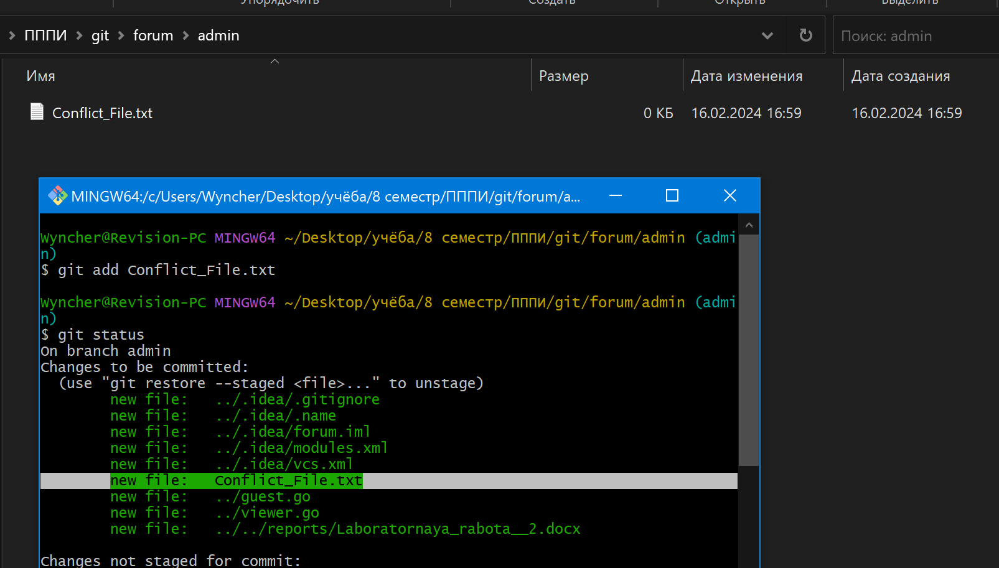 Упорядочить Создать Открыть Выделить
ПППИ git forum admin Поиск: admin
Имя Размер Дата изменения Дата создания
Conflict_File.txt 0 КБ 16.02.2024 16:59 16.02.2024 16:59
MINGW64:/c/Users/Wyncher/Desktop/учёба/8 семестр/ПППИ/git/forum/a...
Wyncher@Revision-PC MINGW64 ~/Desktop/учёба/8 семестр/ПППИ/git/forum/admin (admi
n)
$ git add Conflict_File.txt
Wyncher@Revision-PC MINGW64 ~/Desktop/учёба/8 семестр/ПППИ/git/forum/admin (admi
n)
$ git status
On branch admin
Changes to be committed:
(use "git restore --staged <file>..." to unstage)
new file: ../.idea/.gitignore
new file: ../.idea/.name
new file: ../.idea/forum.iml
new file: ../.idea/modules.xml
new file: ../.idea/vcs.xml
new file: Conflict_File.txt
new file: ../guest.go
new file: ../viewer.go
new file: ../../reports/Laboratornaya_rabota__2.docx
Changes not staged for commit: